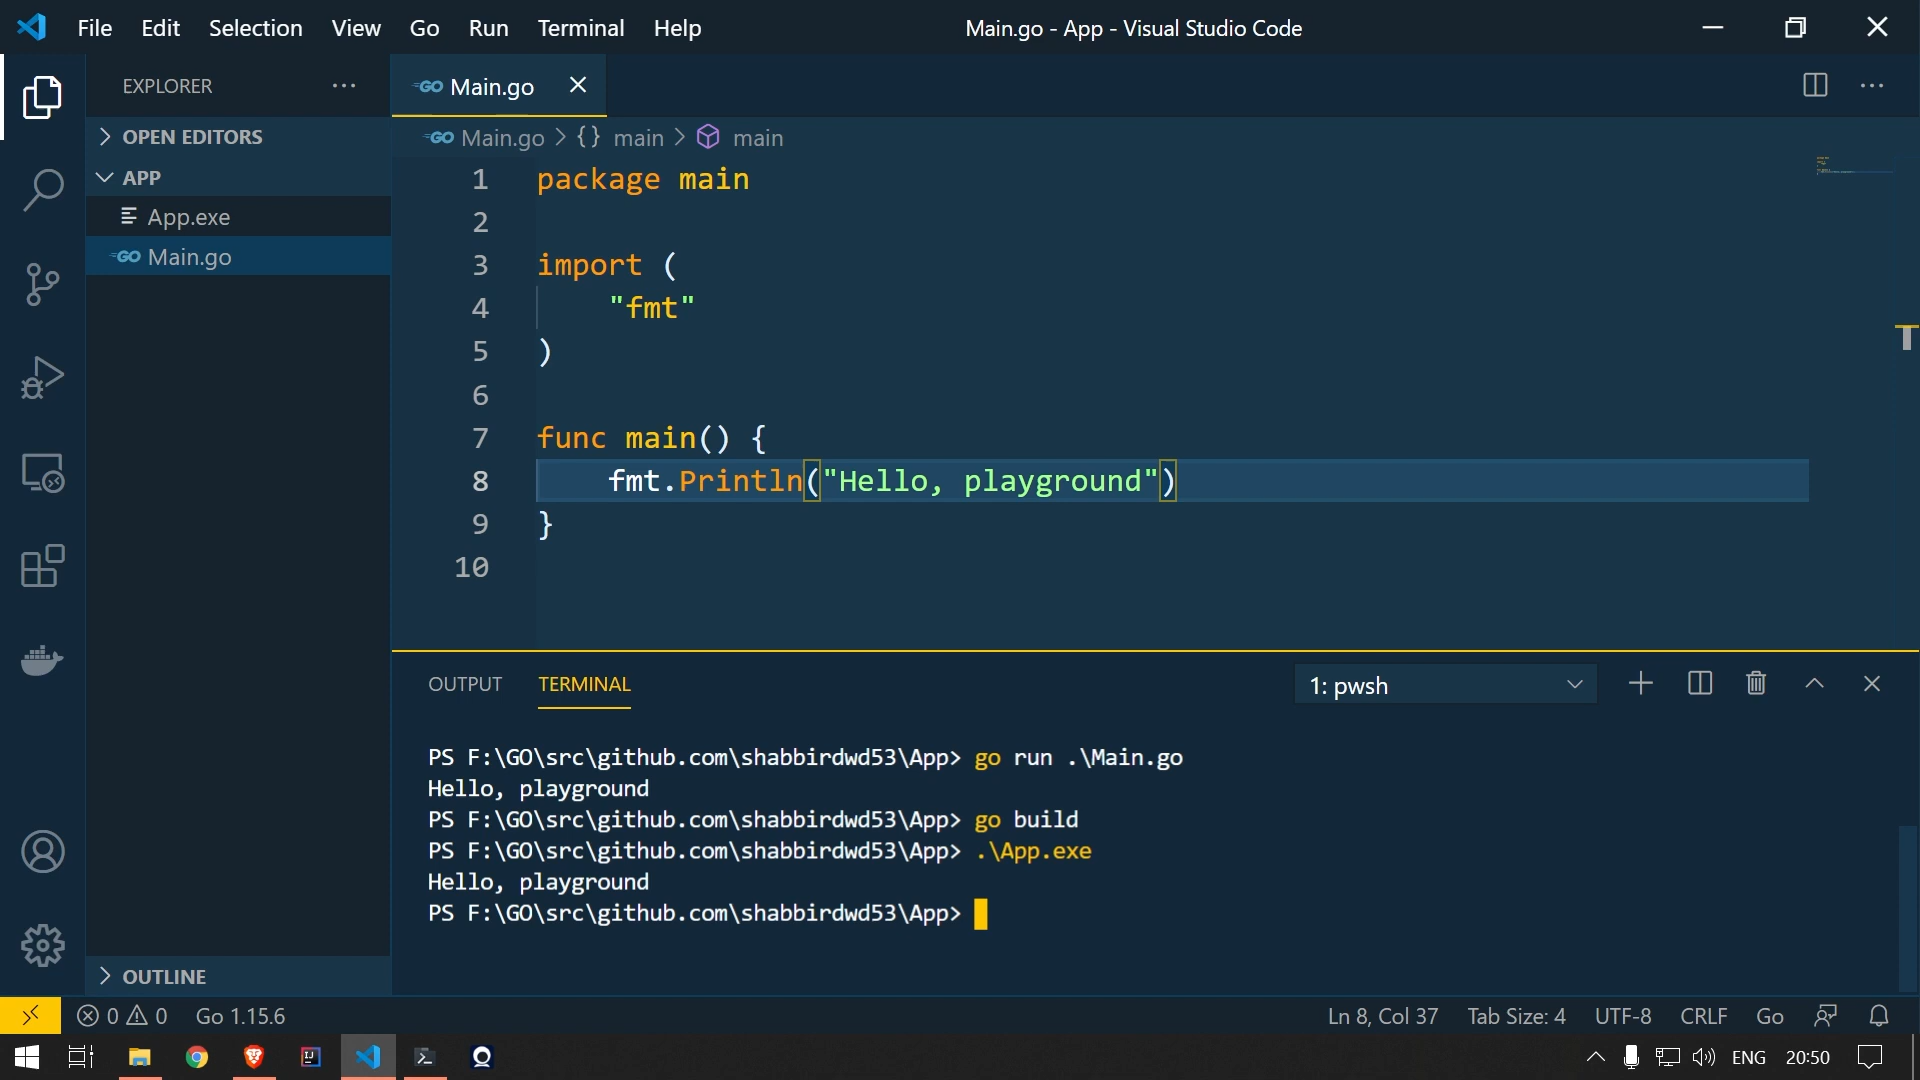 File Edit Selection View Go Run Terminal Help
Main.go - App - Visual Studio Code
EXPLORER
OPEN EDITORS
APP
App.exe
GO Main.go
OUTLINE
GO Main.go
GO Main.go > {} main > main
1 package main
2
3 import (
4 "fmt"
5 )
6
7 func main() {
8 fmt.Println("Hello, playground")
9 }
10
OUTPUT TERMINAL
1: pwsh
PS F:\GO\src\github.com\shabbirdwd53\App> go run .\Main.go
Hello, playground
PS F:\GO\src\github.com\shabbirdwd53\App> go build
PS F:\GO\src\github.com\shabbirdwd53\App> .\App.exe
Hello, playground
PS F:\GO\src\github.com\shabbirdwd53\App>
0 0 Go 1.15.6
Ln 8, Col 37 Tab Size: 4 UTF-8 CRLF Go
IJ
ENG 20:50